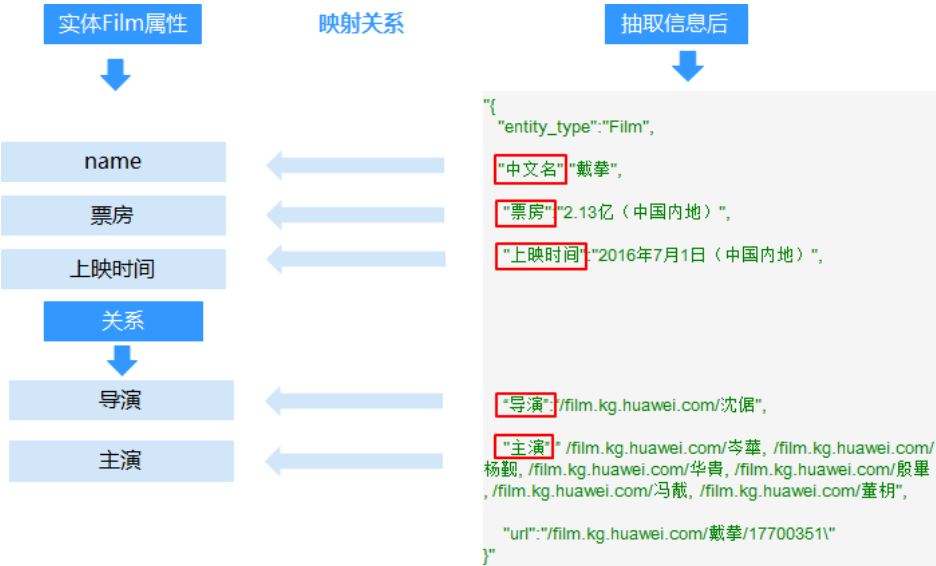 实体Film属性
映射关系
抽取信息后
name
票房
上映时间
关系
导演
主演
"{
"entity_type":"Film",
"中文名":"戴摹",
"票房":"2.13亿（中国内地）",
"上映时间":"2016年7月1日（中国内地）",
"导演":"/film.kg.huawei.com/沈倨",
"主演":" /film.kg.huawei.com/岑華, /film.kg.huawei.com/
杨觐, /film.kg.huawei.com/华貴, /film.kg.huawei.com/殷畢
, /film.kg.huawei.com/冯戴, /film.kg.huawei.com/董枂",
"url":"/film.kg.huawei.com/戴摹/17700351\"
}"